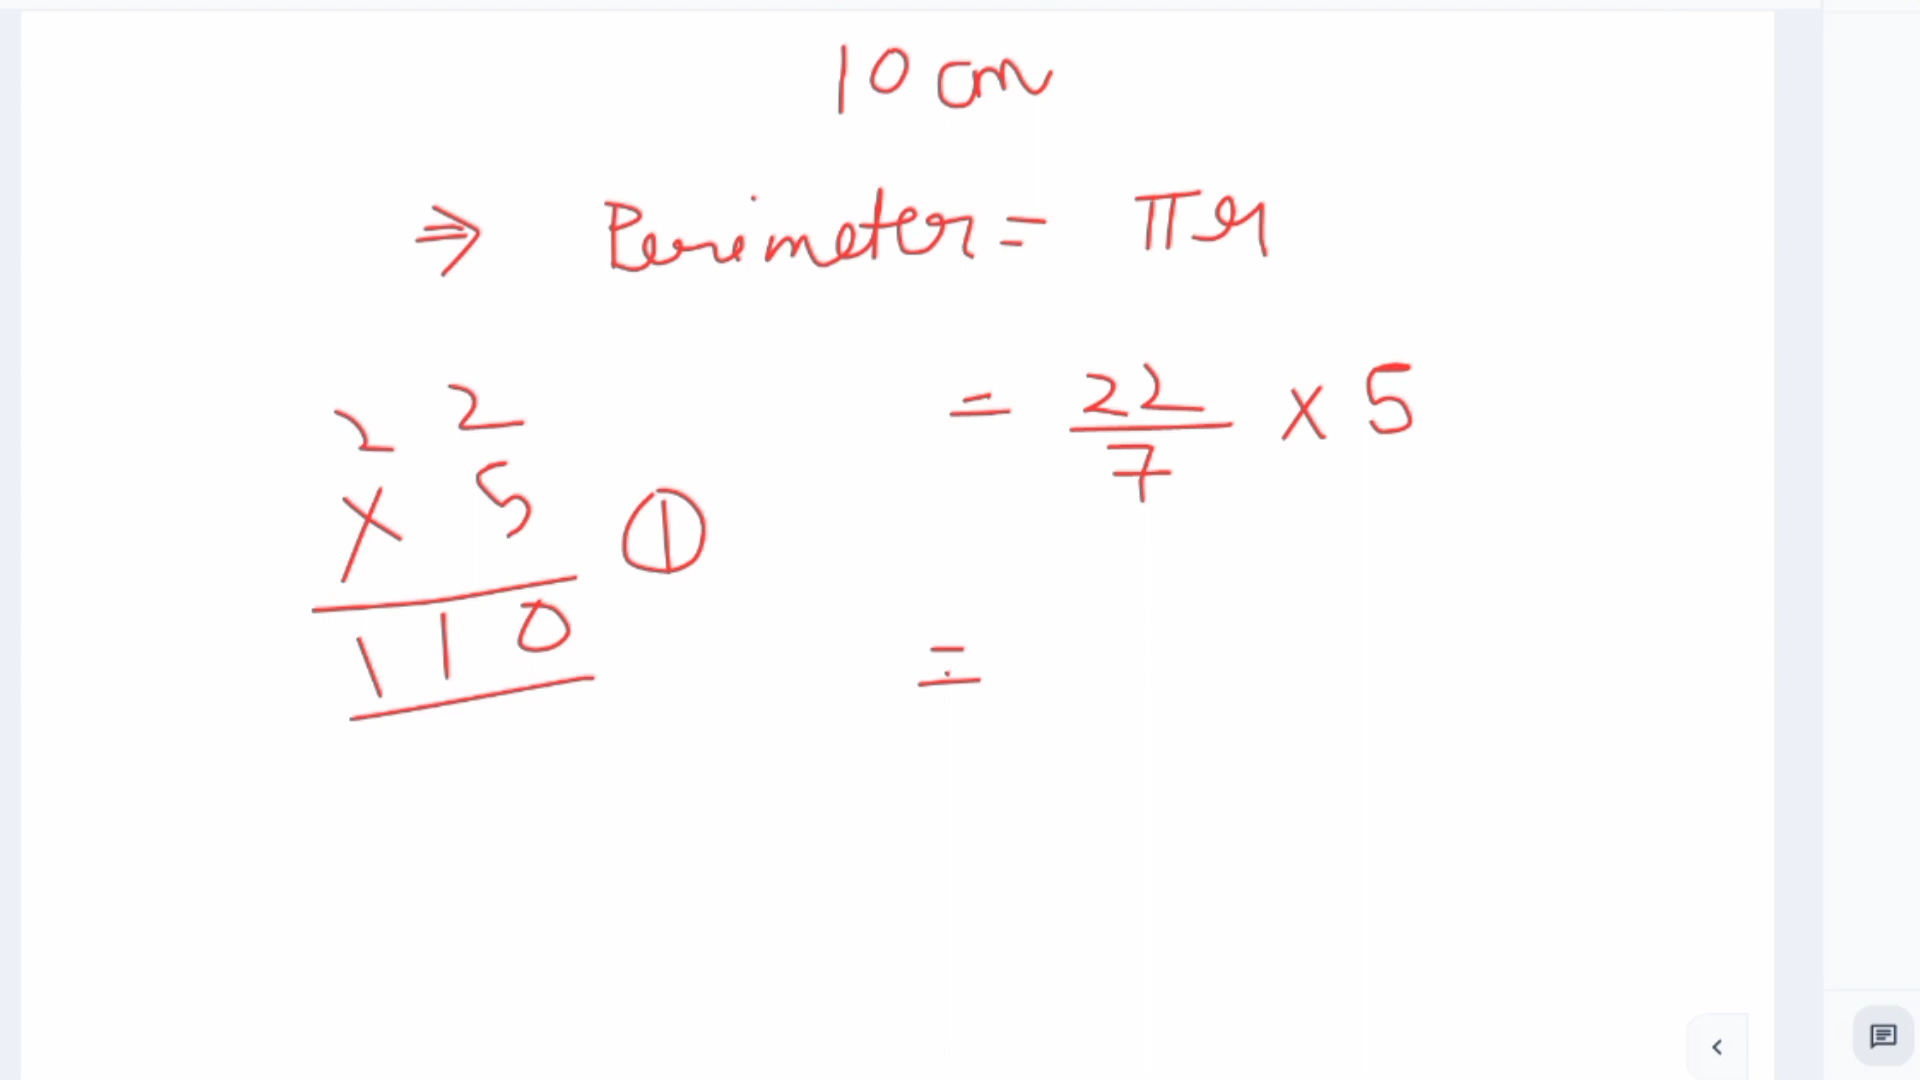 10 cm
⇒ Perimeter = πr
= 22/7 × 5
22
× 5 ①
110
=